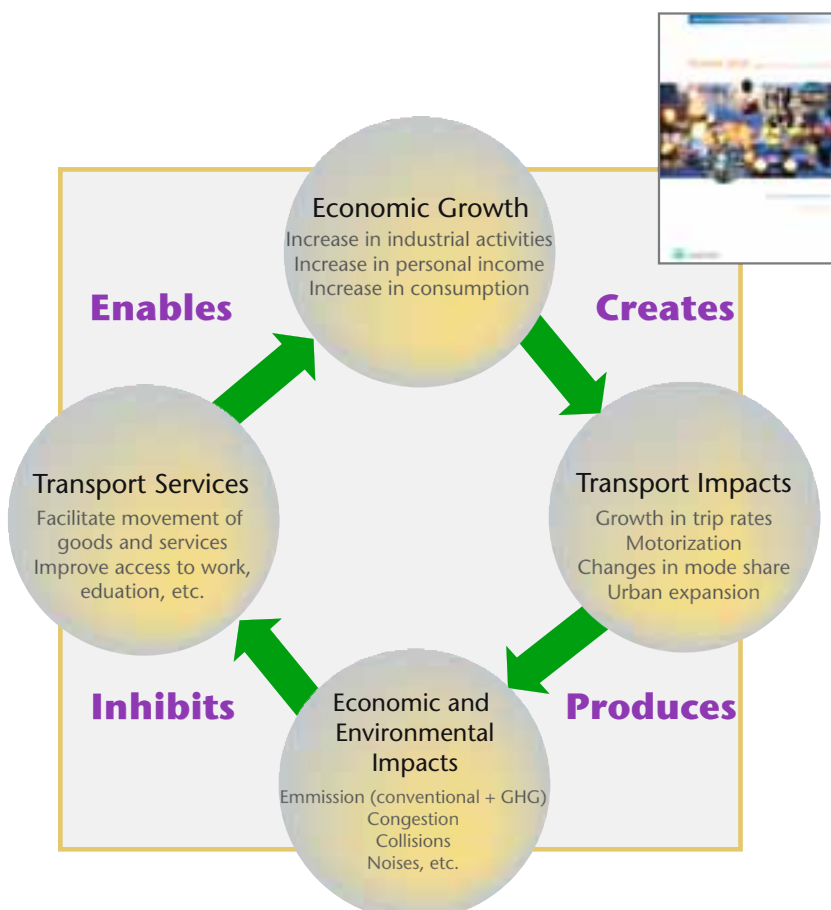 Economic Growth
Increase in industrial activities
Increase in personal income
Increase in consumption
Enables
Creates
Transport Services
Facilitate movement of
goods and services
Improve access to work,
eduation, etc.
Transport Impacts
Growth in trip rates
Motorization
Changes in mode share
Urban expansion
Inhibits
Produces
Economic and
Environmental
Impacts
Emmission (conventional + GHG)
Congestion
Collisions
Noises, etc.